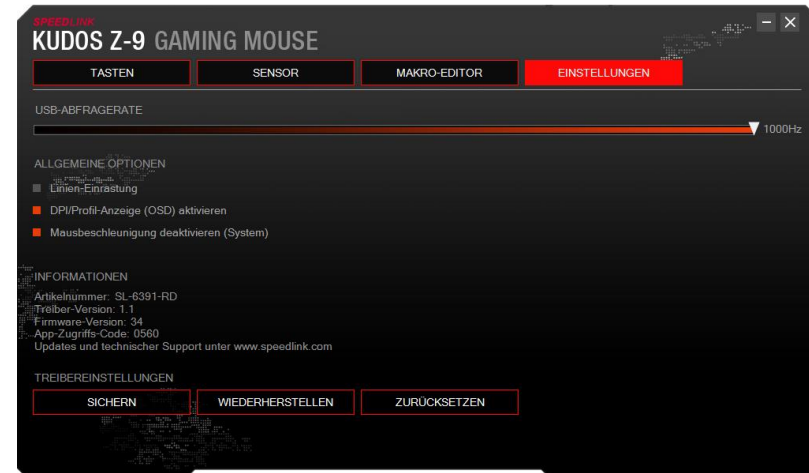 SPEEDLINK
KUDOS Z-9 GAMING MOUSE
TASTEN SENSOR MAKRO-EDITOR EINSTELLUNGEN
USB-ABFRAGERATE
1000Hz
ALLGEMEINE OPTIONEN
Linien-Einrastung
DPI/Profil-Anzeige (OSD) aktivieren
Mausbeschleunigung deaktivieren (System)
INFORMATIONEN
Artikelnummer: SL-6391-RD
Treiber-Version: 1.1
Firmware-Version: 34
App-Zugriffs-Code: 0560
Updates und technischer Support unter www.speedlink.com
TREIBEREINSTELLUNGEN
SICHERN WIEDERHERSTELLEN ZURÜCKSETZEN